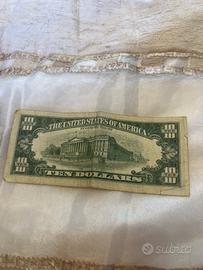 THE UNITED STATES OF AMERICA
10 10
10 10
TEN DOLLARS
subito